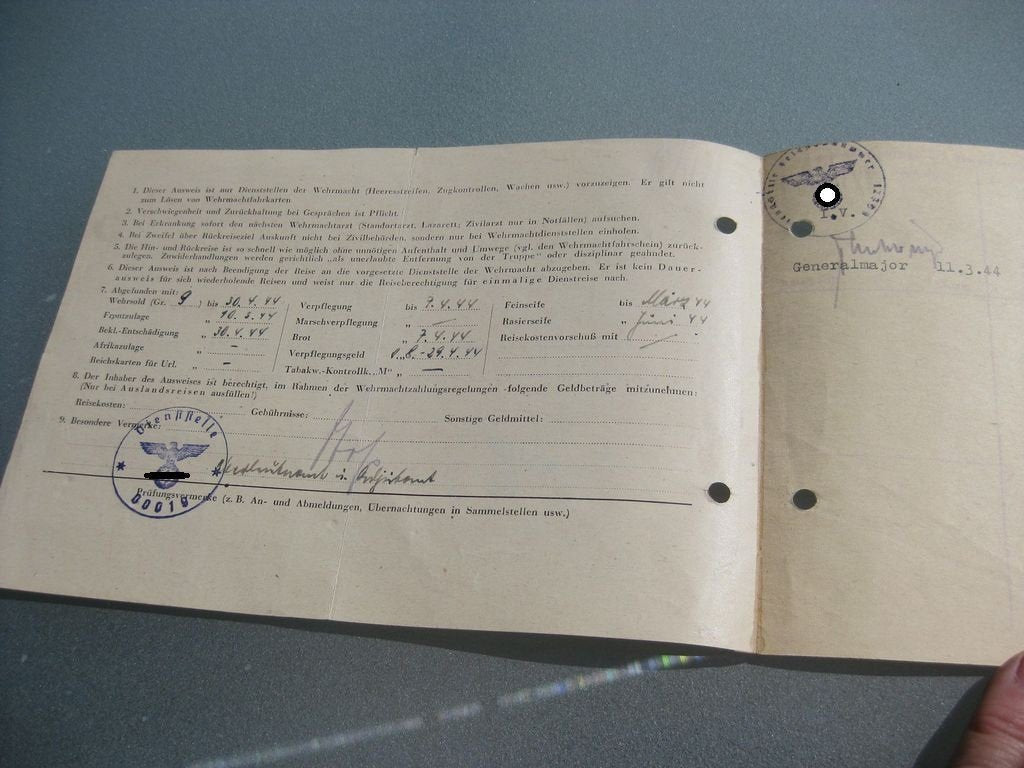 1. Dieser Ausweis ist nur Dienststellen der Wehrmacht (Heeresstreifen, Zugkontrollen, Wachen usw.) vorzuzeigen. Er gilt nicht
zum Lösen von Wehrmachtfahrkarten.
2. Verschwiegenheit und Zurückhaltung bei Gesprächen ist Pflicht.
3. Bei Erkrankung sofort den nächsten Wehrmachtarzt (Standortarzt, Lazarett; Zivilarzt nur in Notfällen) aufsuchen.
4. Bei Zweifel über Rückreiseziel Auskunft nicht bei Zivilbehörden, sondern nur bei Wehrmachtdienststellen einholen.
5. Die Hin- und Rückreise ist so schnell wie möglich ohne unnötigen Aufenthalt und Umwege (vgl. den Wehrmachtfahrschein) zurück-
zulegen. Zuwiderhandlungen werden gerichtlich „als unerlaubte Entfernung von der Truppe" oder disziplinar geahndet.
6. Dieser Ausweis ist nach Beendigung der Reise an die vorgesetzte Dienststelle der Wehrmacht abzugeben. Er ist kein Dauer-
ausweis für sich wiederholende Reisen und weist nur die Reiseberechtigung für einmalige Dienstreise nach.
7. Abgefunden mit:
Wehrsold (Gr. 9 ) bis 30.4.44
Frontzulage „ 10.3.44
Bekl.-Entschädigung „ 30.4.44
Afrikazulage „ –
Reichskarten für Url. „ –
Verpflegung bis 7.4.44
Marschverpflegung „
Brot „ 7.4.44
Verpflegungsgeld
Tabakw.-Kontrollk. „M" „ –
Feinseife bis März 44
Rasierseife „ Juni 44
Reisekostenvorschuß mit
8. Der Inhaber des Ausweises ist berechtigt, im Rahmen der Wehrmachtzahlungsregelungen folgende Geldbeträge mitzunehmen:
(Nur bei Auslandsreisen ausfüllen!)
Reisekosten: Gebührnisse: Sonstige Geldmittel:
9. Besondere Vermerke:
Dienststelle
00019
Prüfungsvermerke (z. B. An- und Abmeldungen, Übernachtungen in Sammelstellen usw.)
I.V.
Generalmajor 11.3.44